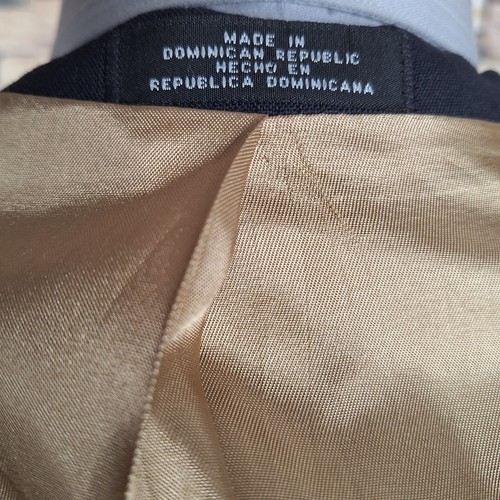 MADE IN
DOMINICAN REPUBLIC
HECHO EN
REPUBLICA DOMINICANA